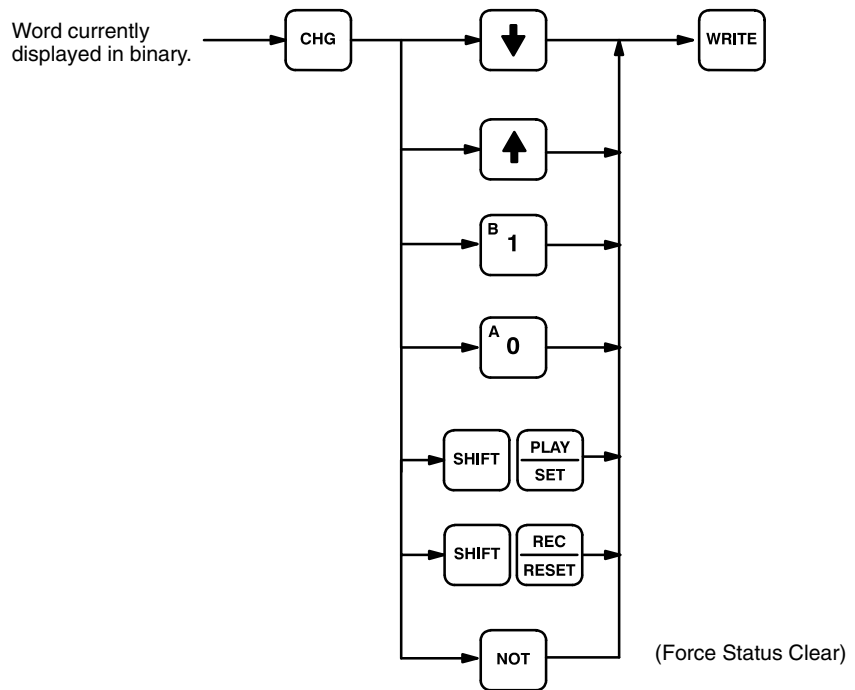 Word currently
displayed in binary.
CHG
WRITE
B
1
A
0
SHIFT
PLAY
SET
SHIFT
REC
RESET
NOT
(Force Status Clear)